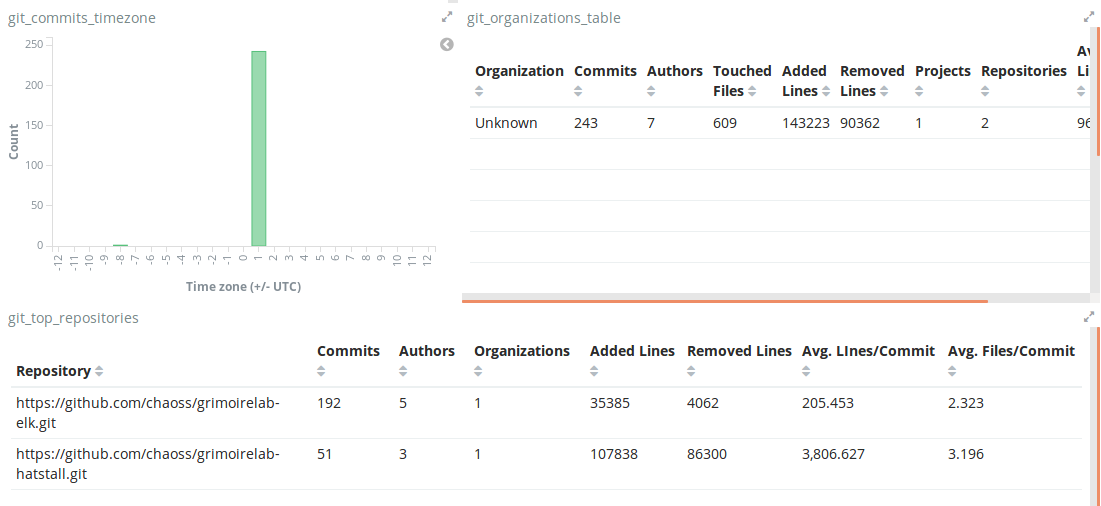 git_commits_timezone
250
200
150
100
50
0
Count
-12 -11 -10 -9 -8 -7 -6 -5 -4 -3 -2 -1 0 1 2 3 4 5 6 7 8 9 10 11 12
Time zone (+/- UTC)
git_organizations_table
Organization Commits Authors Touched Files Added Lines Removed Lines Projects Repositories
Unknown 243 7 609 143223 90362 1 2 96
git_top_repositories
Repository Commits Authors Organizations Added Lines Removed Lines Avg. LInes/Commit Avg. Files/Commit
https://github.com/chaoss/grimoirelab-
elk.git
192 5 1 35385 4062 205.453 2.323
https://github.com/chaoss/grimoirelab-
hatstall.git
51 3 1 107838 86300 3,806.627 3.196